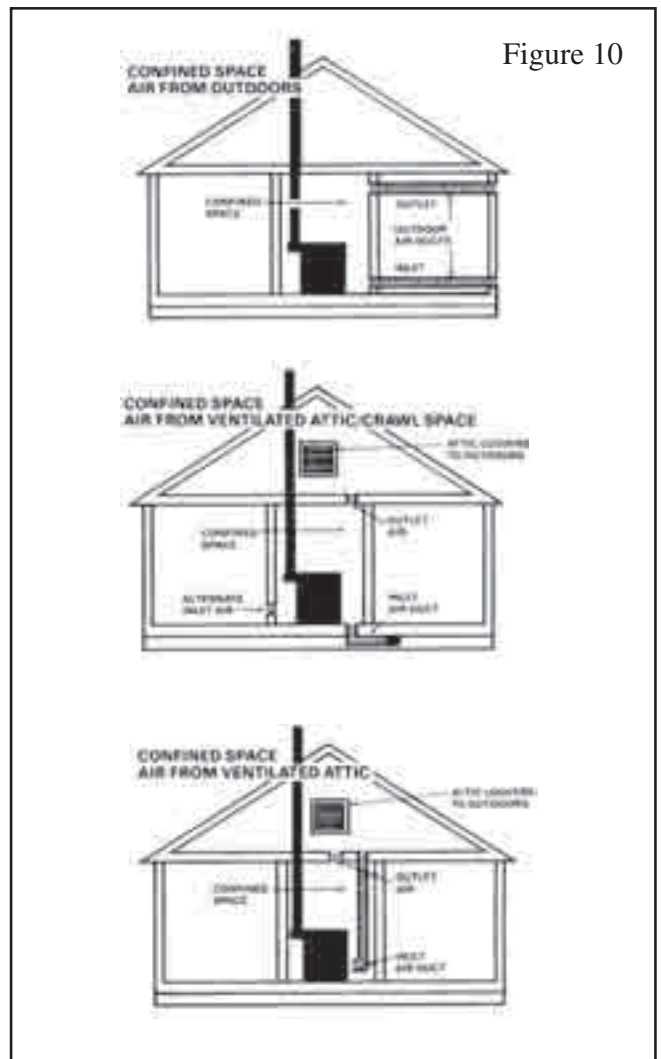 Figure 10
CONFINED SPACE
AIR FROM OUTDOORS
CONFINED
SPACE
OUTLET
OUTDOOR
AIR DUCTS
INLET
CONFINED SPACE
AIR FROM VENTILATED ATTIC/CRAWL SPACE
ATTIC LOUVERS
TO OUTDOORS
OUTLET
AIR
CONFINED
SPACE
ALTERNATE
INLET AIR
INLET
AIR DUCT
CONFINED SPACE
AIR FROM VENTILATED ATTIC
ATTIC LOUVERS
TO OUTDOORS
OUTLET
AIR
CONFINED
SPACE
INLET
AIR DUCT